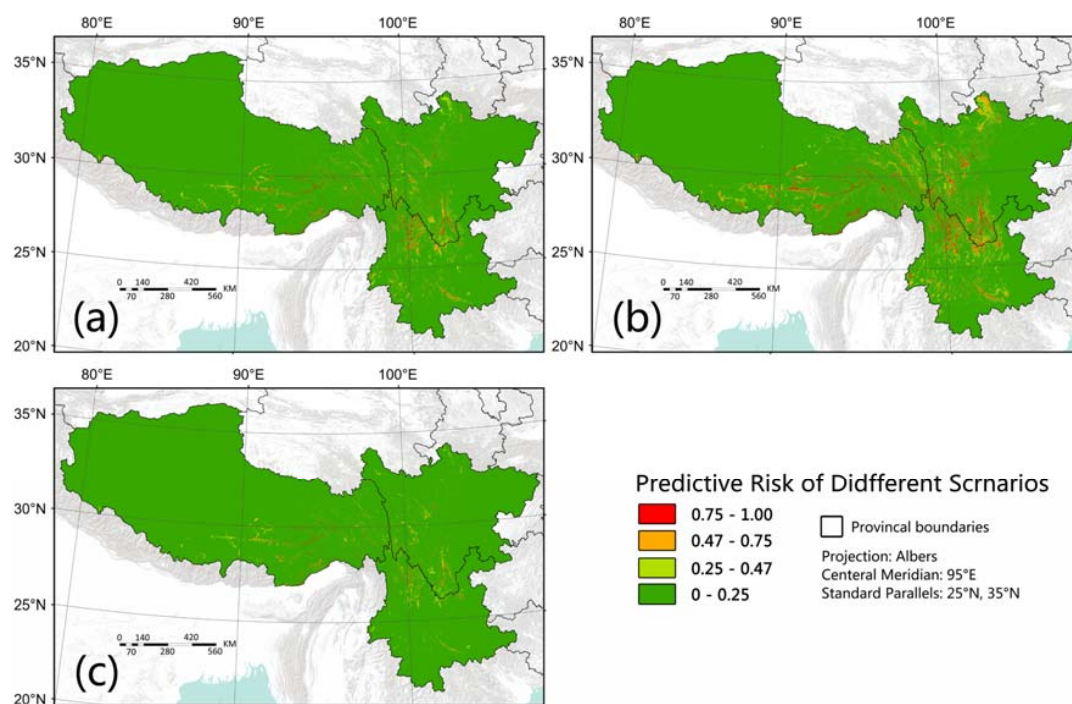 80°E 90°E 100°E
35°N
30°N
25°N
20°N
0 140 420
70 280 560 KM
(a)
80°E 90°E 100°E
35°N
30°N
25°N
20°N
0 140 420
70 280 560 KM
(b)
80°E 90°E 100°E
35°N
30°N
25°N
20°N
0 140 420
70 280 560 KM
(c)
Predictive Risk of Didfferent Scrnarios
0.75 - 1.00
0.47 - 0.75
0.25 - 0.47
0 - 0.25
Provincal boundaries
Projection: Albers
Centeral Meridian: 95°E
Standard Parallels: 25°N, 35°N